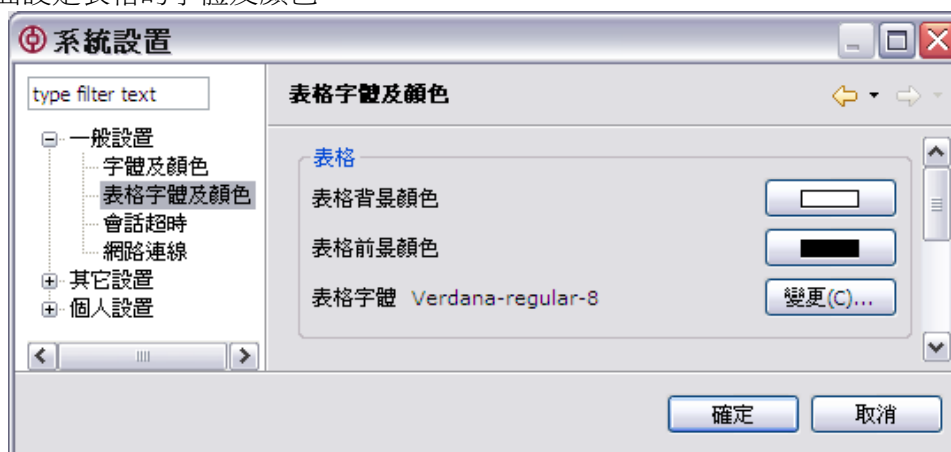 系統設置
type filter text
表格字體及顏色
一般設置
字體及顏色
表格字體及顏色
會話超時
網路連線
其它設置
個人設置
表格
表格背景顏色
表格前景顏色
表格字體 Verdana-regular-8
變更(C)...
確定
取消